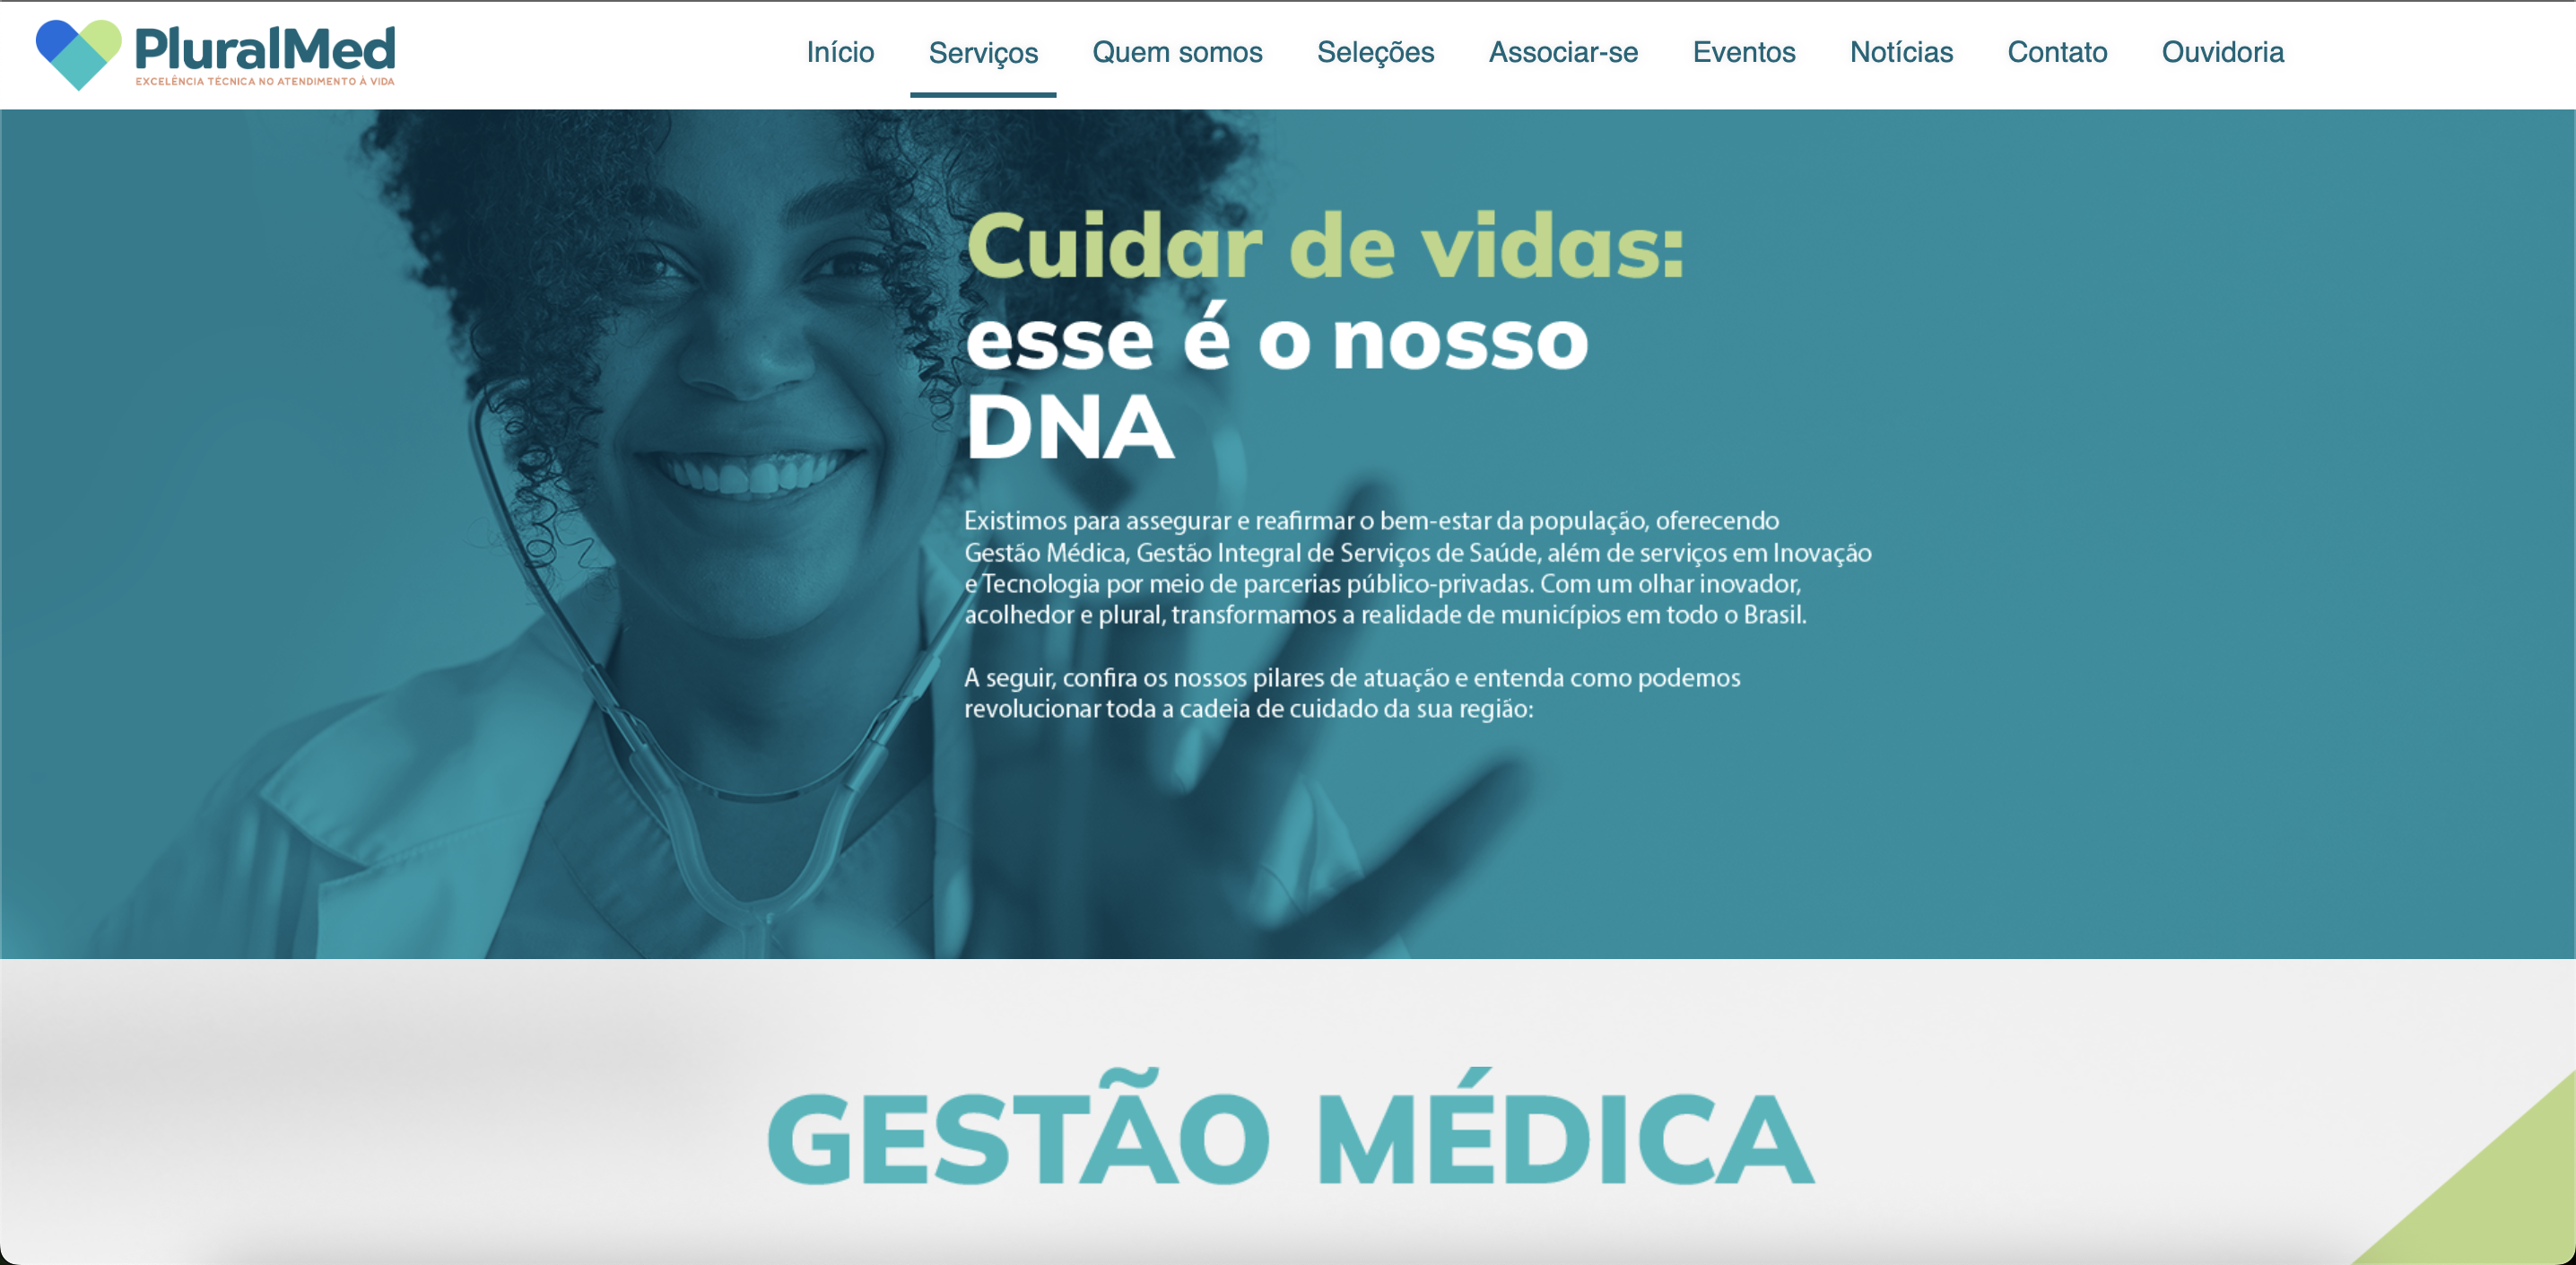 PluralMed
EXCELÊNCIA TÉCNICA NO ATENDIMENTO À VIDA
Início Serviços Quem somos Seleções Associar-se Eventos Notícias Contato Ouvidoria
Cuidar de vidas:
esse é o nosso
DNA
Existimos para assegurar e reafirmar o bem-estar da população, oferecendo
Gestão Médica, Gestão Integral de Serviços de Saúde, além de serviços em Inovação
e Tecnologia por meio de parcerias público-privadas. Com um olhar inovador,
acolhedor e plural, transformamos a realidade de municípios em todo o Brasil.
A seguir, confira os nossos pilares de atuação e entenda como podemos
revolucionar toda a cadeia de cuidado da sua região:
GESTÃO MÉDICA